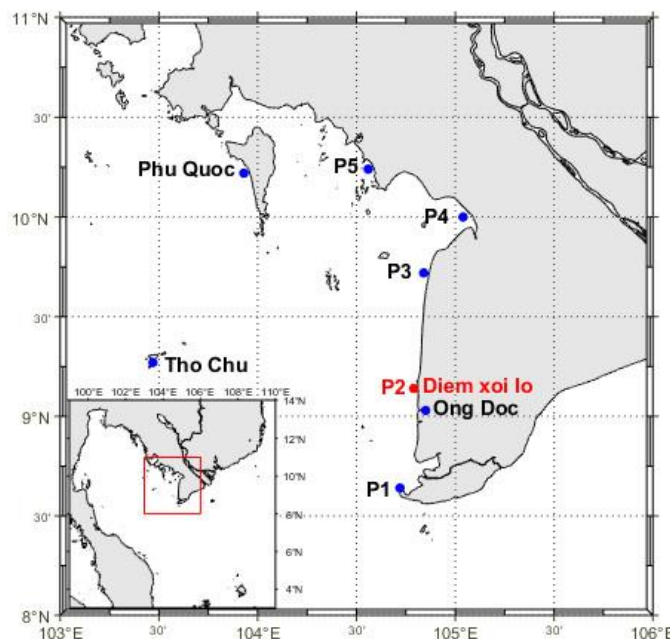 11°N
30'
Phu Quoc
P5
10°N
P4
P3
30'
Tho Chu
P2 Diem xoi lo
9°N
Ong Doc
P1
30'
8°N
100°E 102°E 104°E 106°E 108°E 110°E
14°N
12°N
10°N
8°N
6°N
4°N
103°E 30' 104°E 30' 105°E 30' 106°E